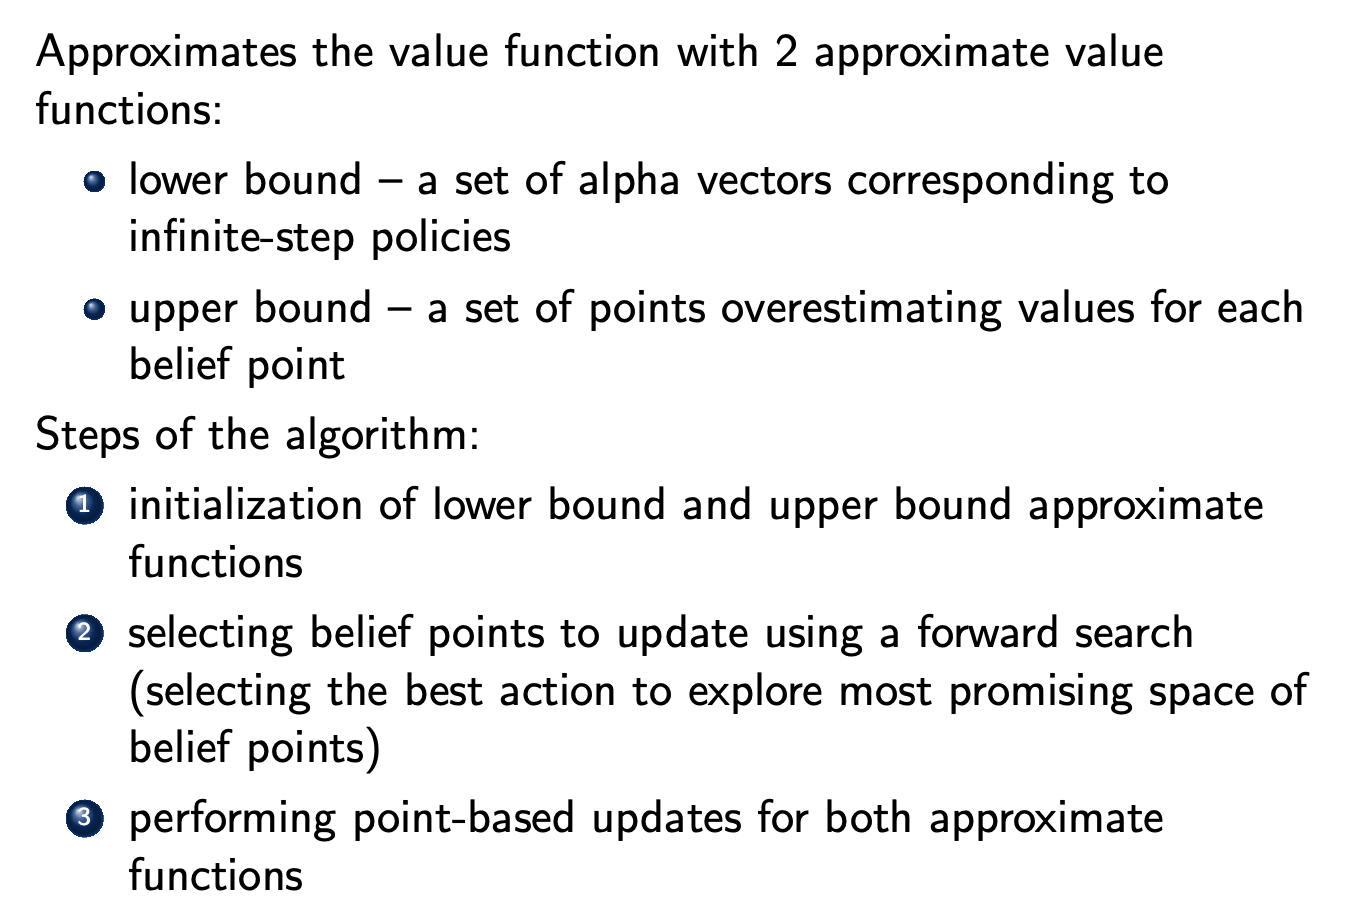 Approximates the value function with 2 approximate value
functions:
lower bound – a set of alpha vectors corresponding to
infinite-step policies
upper bound – a set of points overestimating values for each
belief point
Steps of the algorithm:
1 initialization of lower bound and upper bound approximate
functions
2 selecting belief points to update using a forward search
(selecting the best action to explore most promising space of
belief points)
3 performing point-based updates for both approximate
functions